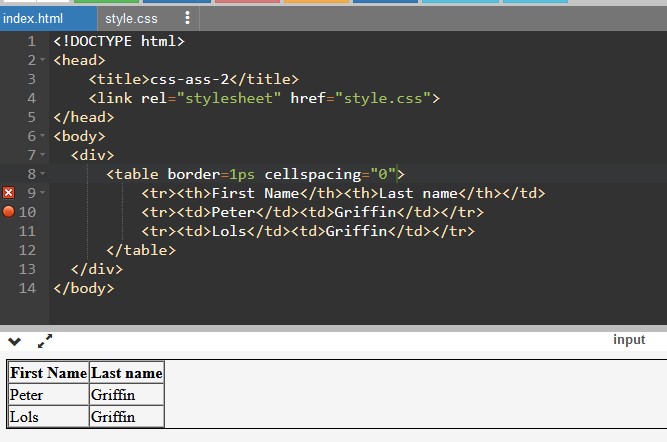 index.html style.css
1 <!DOCTYPE html>
2 <head>
3 <title>css-ass-2</title>
4 <link rel="stylesheet" href="style.css">
5 </head>
6 <body>
7 <div>
8 <table border=1ps cellspacing="0">
9 <tr><th>First Name</th><th>Last name</th></td>
10 <tr><td>Peter</td><td>Griffin</td></tr>
11 <tr><td>Lols</td><td>Griffin</td></tr>
12 </table>
13 </div>
14 </body>
input
First Name Last name
Peter Griffin
Lols Griffin